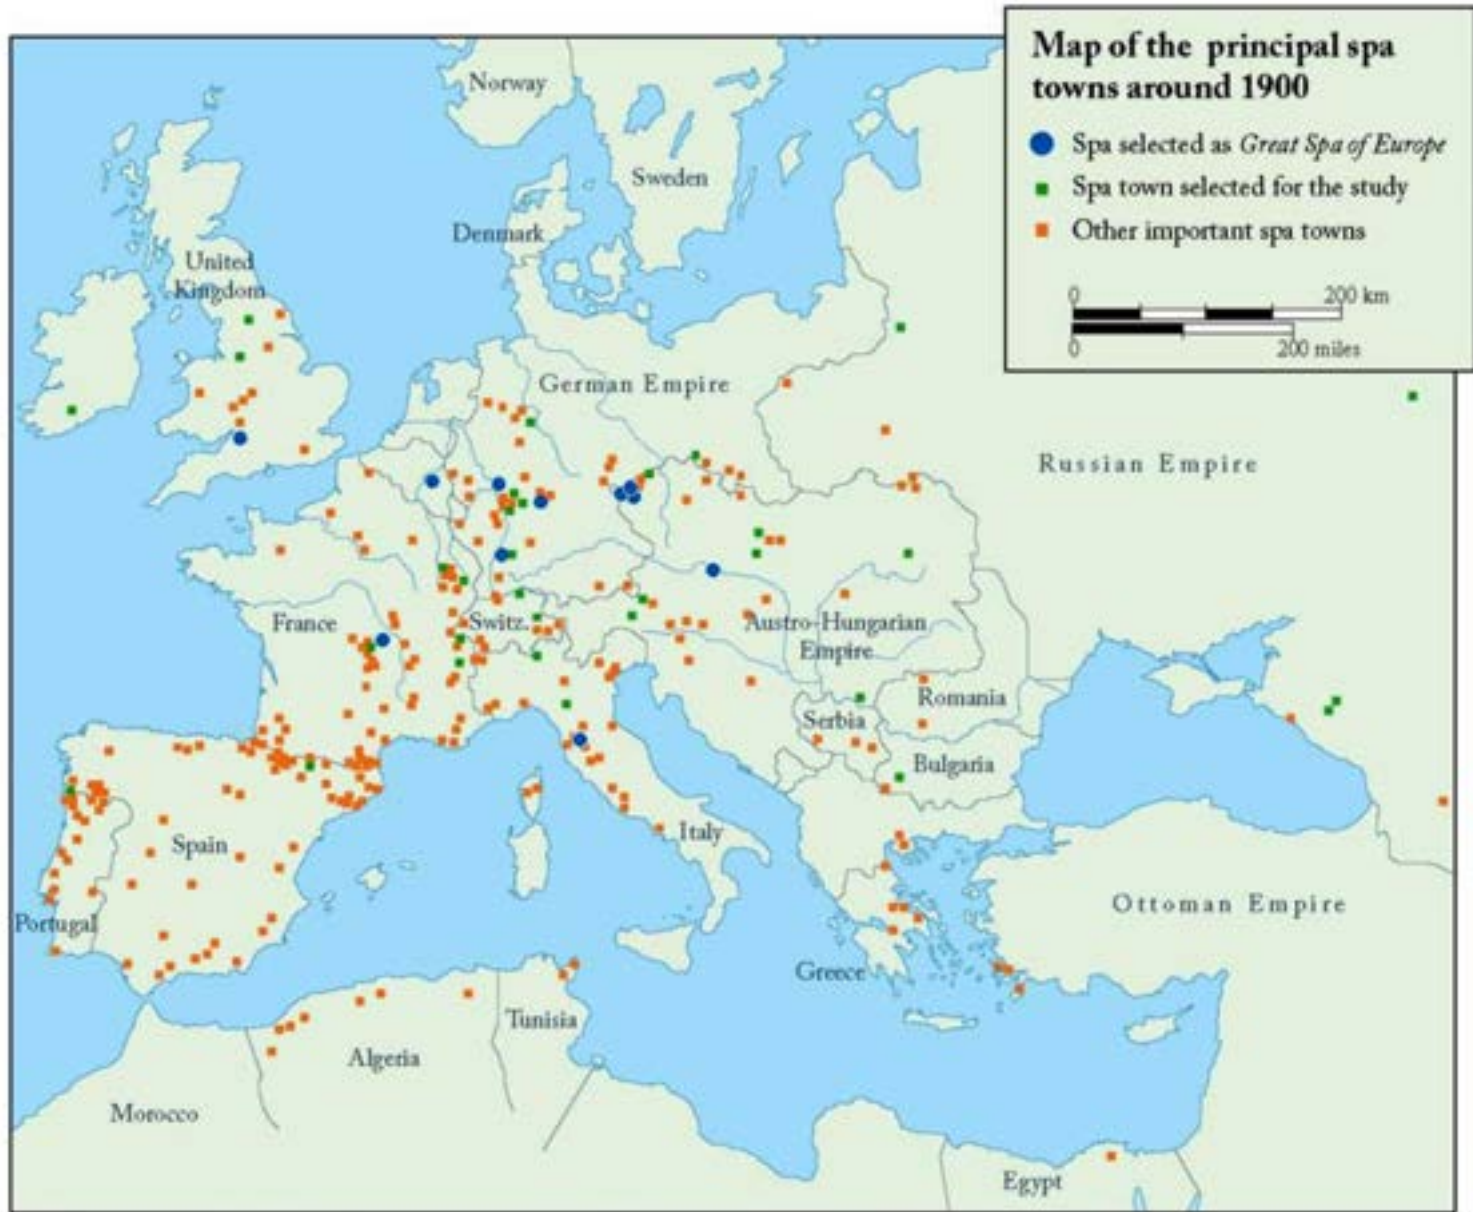 Map of the principal spa
towns around 1900
Spa selected as Great Spa of Europe
Spa town selected for the study
Other important spa towns
0 200 km
0 200 miles
Norway
Sweden
Denmark
United
Kingdom
German Empire
Russian Empire
France
Switz.
Austro-Hungarian
Empire
Romania
Serbia
Bulgaria
Italy
Spain
Portugal
Ottoman Empire
Greece
Tunisia
Algeria
Morocco
Egypt